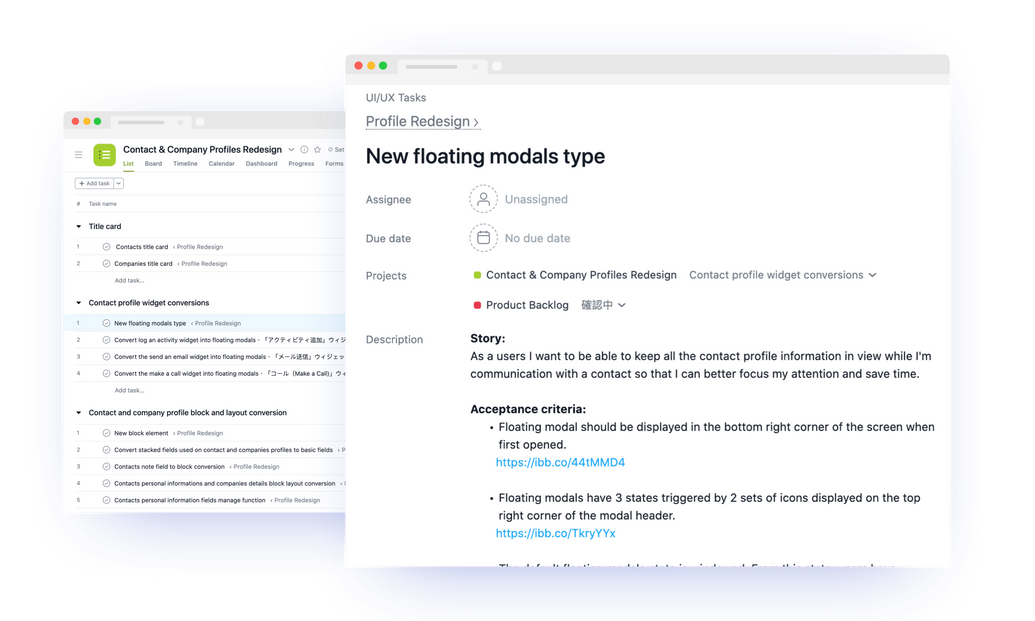 Contact & Company Profiles Redesign
Set
List Board Timeline Calendar Dashboard Progress Forms
+ Add task
# Task name
Title card
1 Contacts title card ‹ Profile Redesign
2 Companies title card ‹ Profile Redesign
Add task...
Contact profile widget conversions
1 New floating modals type ‹ Profile Redesign
2 Convert log an activity widget into floating modals - 「アクティビティ追加」ウィジ
3 Convert the send an email widget into floating modals - 「メール送信」ウィジェッ
4 Convert the make a call widget into floating modals - 「コール（Make a Call)」ウィ
Add task...
Contact and company profile block and layout conversion
1 New block element ‹ Profile Redesign
2 Convert stacked fields used on contact and companies profiles to basic fields ‹ P
3 Contacts note field to block conversion ‹ Profile Redesign
4 Contacts personal informations and companies details block layout conversion ‹
5 Contacts personal information fields manage function ‹ Profile Redesign
UI/UX Tasks
Profile Redesign ›
New floating modals type
Assignee Unassigned
Due date No due date
Projects Contact & Company Profiles Redesign Contact profile widget conversions
Product Backlog 確認中
Description Story:
As a users I want to be able to keep all the contact profile information in view while I'm
communication with a contact so that I can better focus my attention and save time.
Acceptance criteria:
• Floating modal should be displayed in the bottom right corner of the screen when
first opened.
https://ibb.co/44tMMD4
• Floating modals have 3 states triggered by 2 sets of icons displayed on the top
right corner of the modal header.
https://ibb.co/TkryYYx